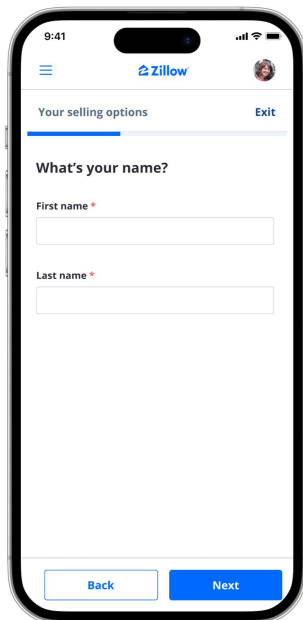 9:41
Zillow
Your selling options Exit
What's your name?
First name *
Last name *
Back Next